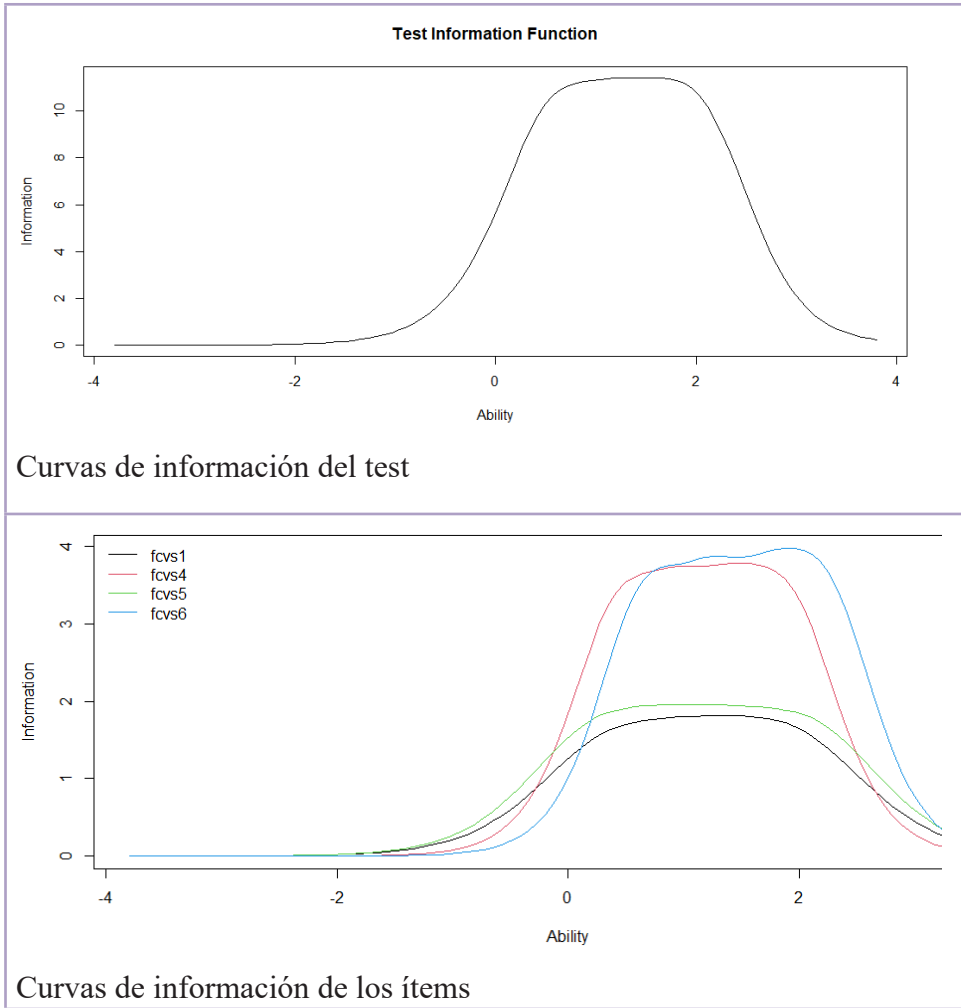 Test Information Function
Information
10
8
6
4
2
0
-4
-2
0
2
4
Ability
Curvas de información del test
fcvs1
fcvs4
fcvs5
fcvs6
Information
4
3
2
1
0
-4
-2
0
2
Ability
Curvas de información de los ítems